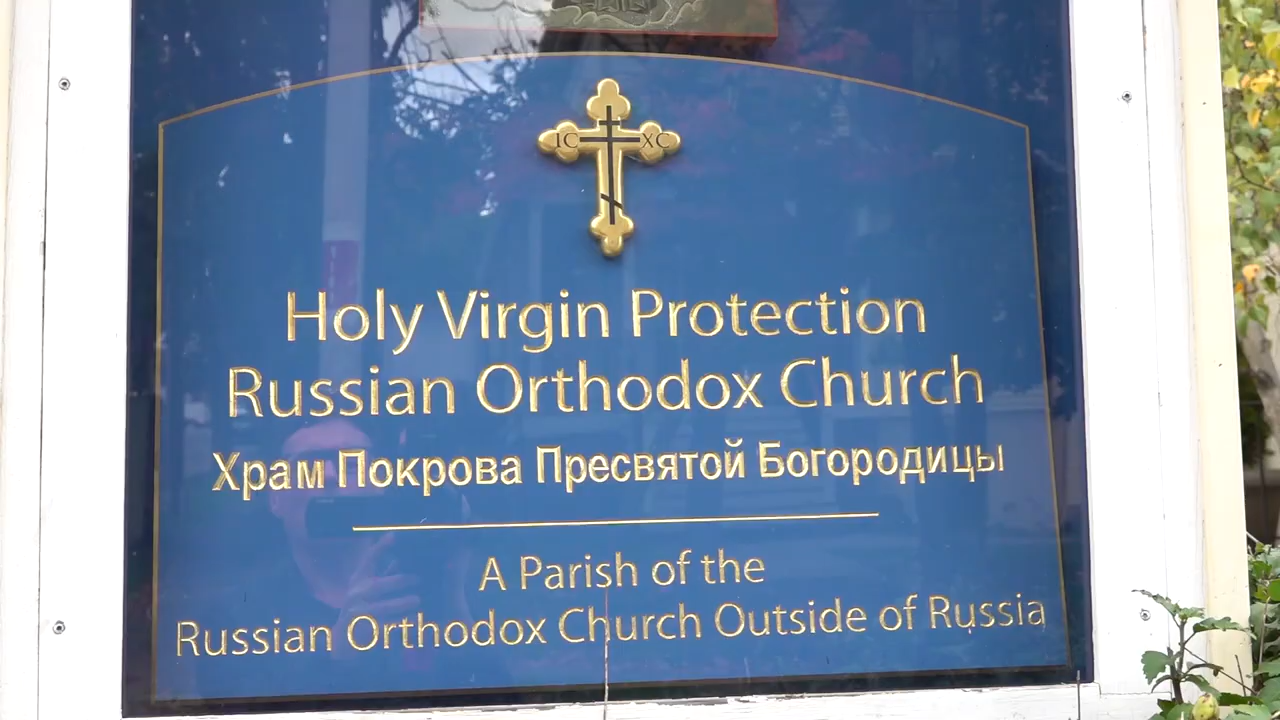 IC XC
Holy Virgin Protection
Russian Orthodox Church
Храм Покрова Пресвятой Богородицы
A Parish of the
Russian Orthodox Church Outside of Russia